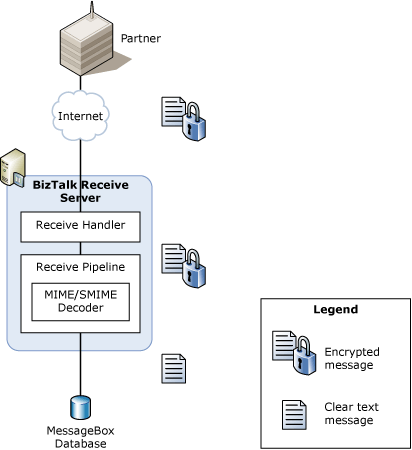 Partner
Internet
BizTalk Receive
Server
Receive Handler
Receive Pipeline
MIME/SMIME
Decoder
MessageBox
Database
Legend
Encrypted
message
Clear text
message